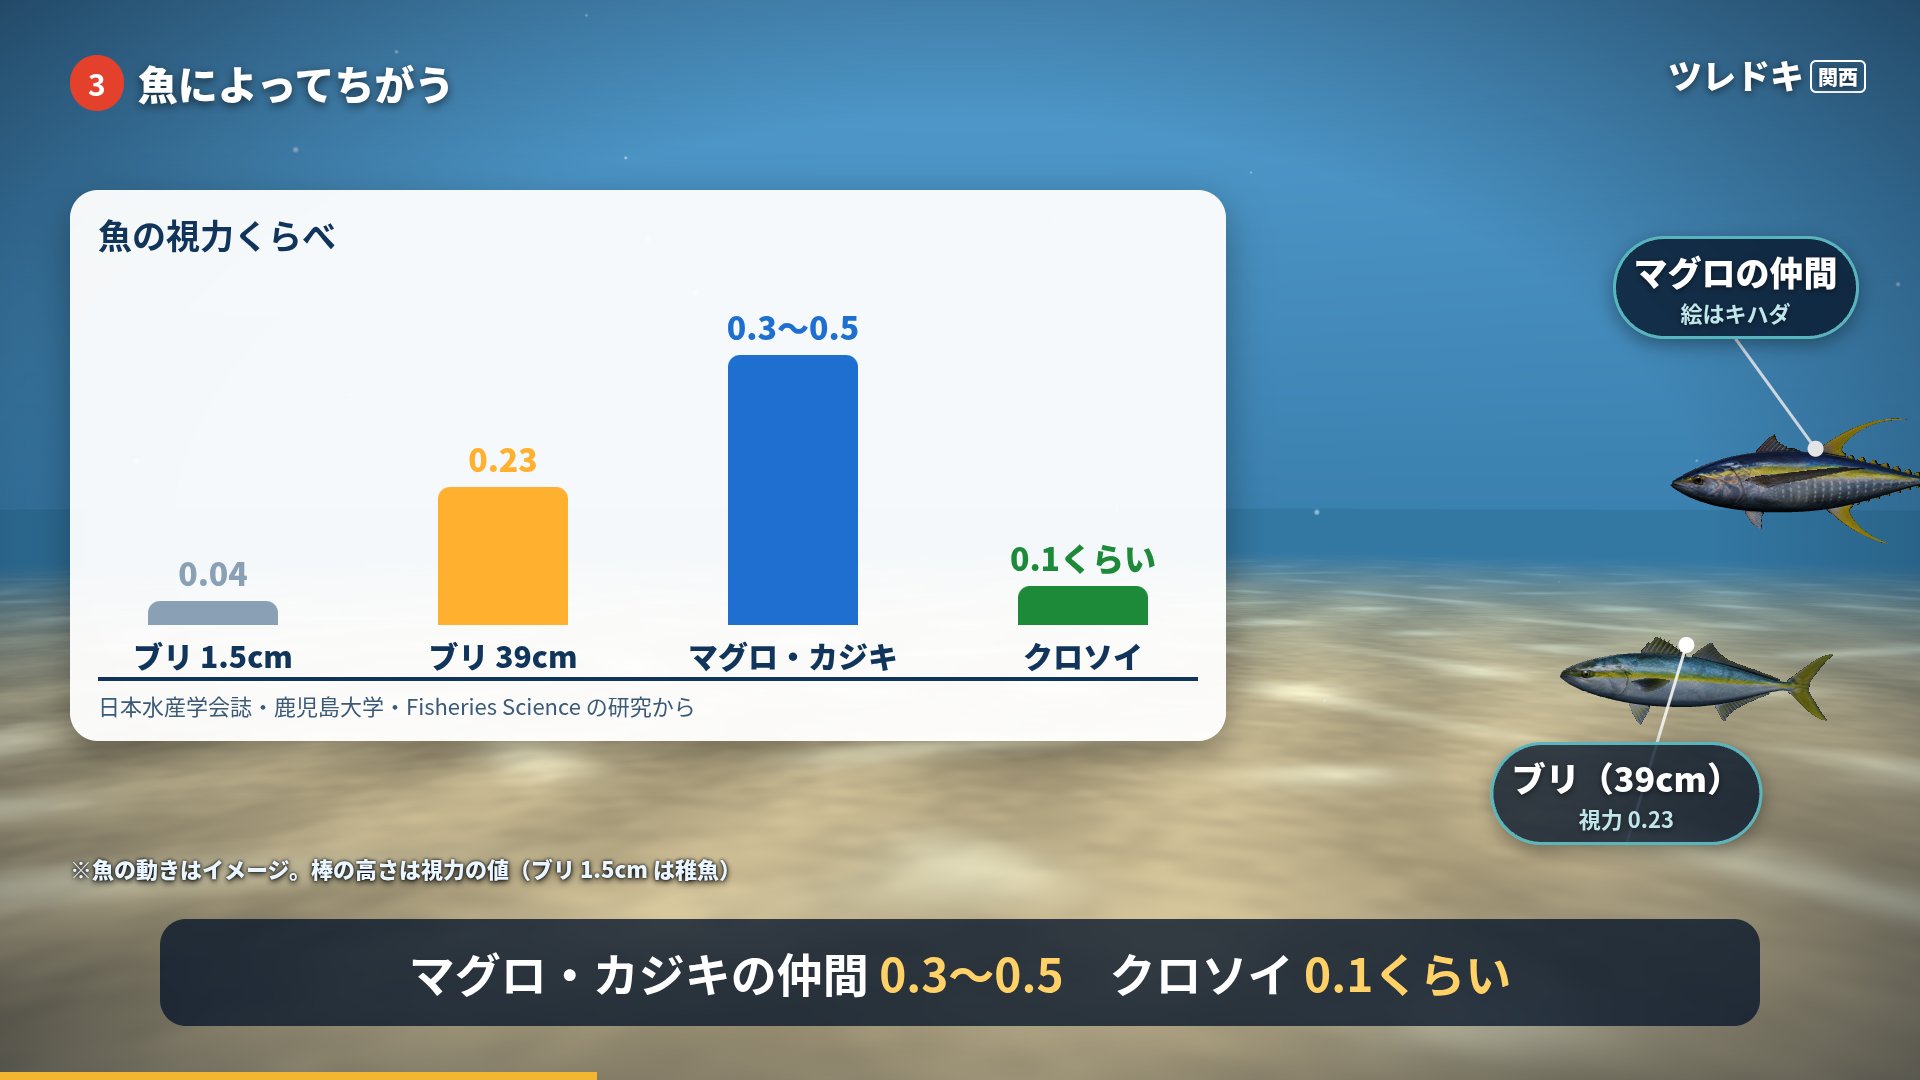 3 魚によってちがう
ツレドキ 関西
魚の視力くらべ
0.04
0.23
0.3〜0.5
0.1くらい
ブリ 1.5cm
ブリ 39cm
マグロ・カジキ
クロソイ
日本水産学会誌・鹿児島大学・Fisheries Science の研究から
マグロの仲間
絵はキハダ
ブリ（39cm）
視力 0.23
※魚の動きはイメージ。棒の高さは視力の値（ブリ 1.5cm は稚魚）
マグロ・カジキの仲間 0.3〜0.5　クロソイ 0.1くらい